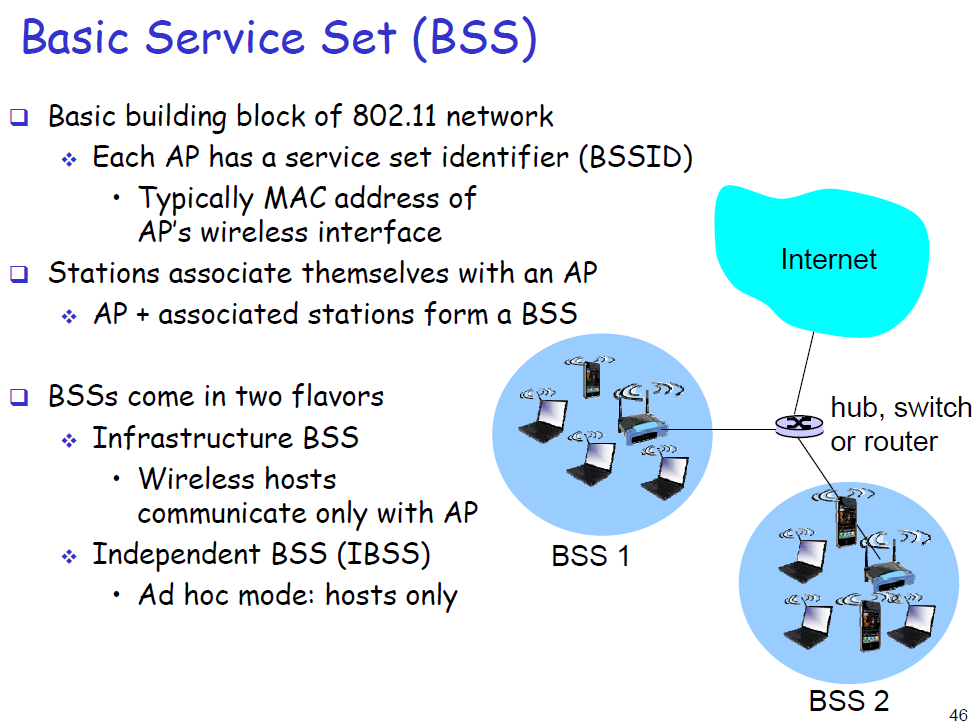 Basic Service Set (BSS)
Basic building block of 802.11 network
Each AP has a service set identifier (BSSID)
• Typically MAC address of
AP's wireless interface
Stations associate themselves with an AP
AP + associated stations form a BSS
BSSs come in two flavors
Infrastructure BSS
• Wireless hosts
communicate only with AP
Independent BSS (IBSS)
• Ad hoc mode: hosts only
Internet
hub, switch
or router
BSS 1
BSS 2
46